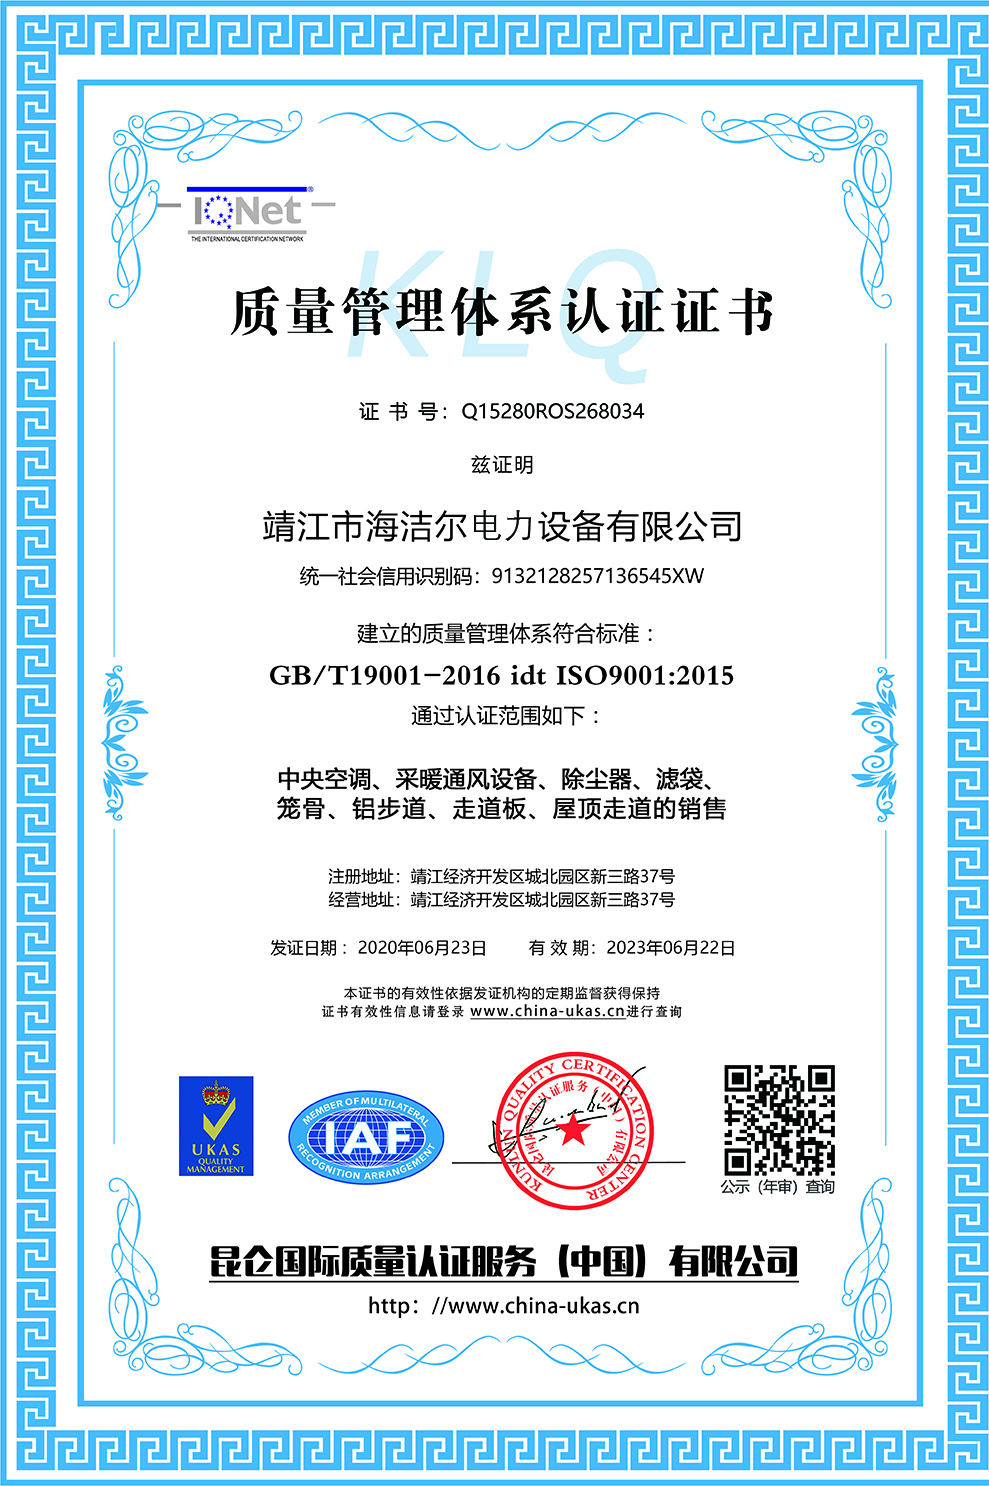 IQNet®
THE INTERNATIONAL CERTIFICATION NETWORK
KLQ
质量管理体系认证证书
证 书 号：Q15280ROS268034
兹证明
靖江市海洁尔电力设备有限公司
统一社会信用识别码：9132128257136545XW
建立的质量管理体系符合标准：
GB/T19001-2016 idt ISO9001:2015
通过认证范围如下：
中央空调、采暖通风设备、除尘器、滤袋、
笼骨、铝步道、走道板、屋顶走道的销售
注册地址：靖江经济开发区城北园区新三路37号
经营地址：靖江经济开发区城北园区新三路37号
发证日期：2020年06月23日 有 效 期：2023年06月22日
本证书的有效性依据发证机构的定期监督获得保持
证书有效性信息请登录 www.china-ukas.cn进行查询
UKAS
QUALITY
MANAGEMENT
MEMBER OF MULTILATERAL
IAF
RECOGNITION ARRANGEMENT
KUNLUN QUALITY CERTIFICATION CENTER
昆仑国际质量认证服务（中国）有限公司
公示（年审）查询
昆仑国际质量认证服务（中国）有限公司
http：//www.china-ukas.cn